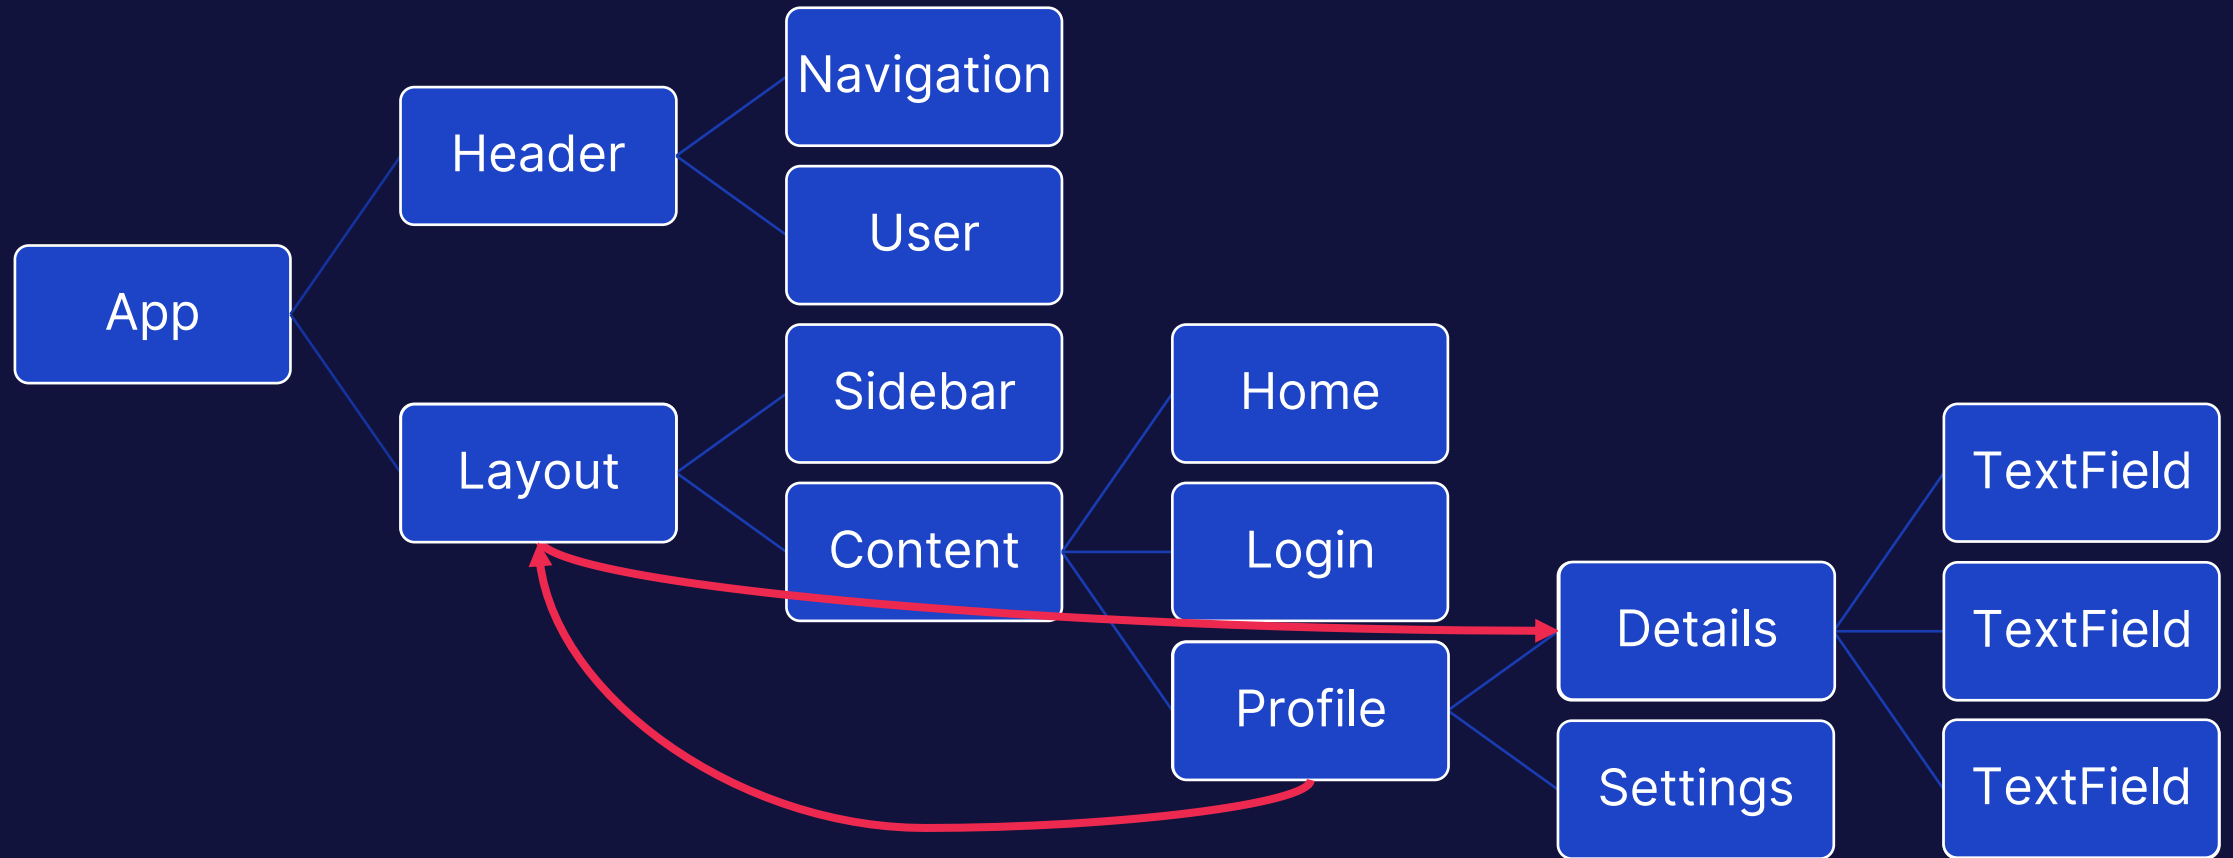 App
Header
Layout
Navigation
User
Sidebar
Content
Home
Login
Profile
Details
Settings
TextField
TextField
TextField